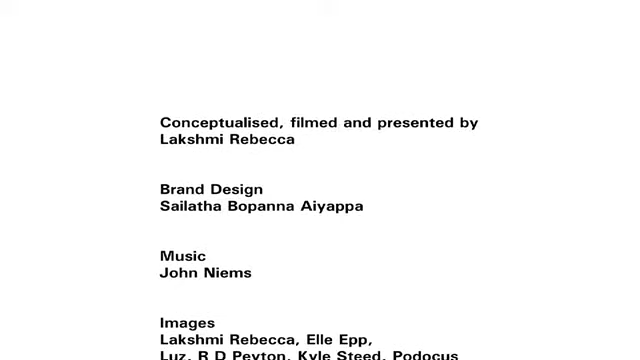 Conceptualised, filmed and presented by
Lakshmi Rebecca
Brand Design
Sailatha Bopanna Aiyappa
Music
John Niems
Images
Lakshmi Rebecca, Elle Epp,
Luz, R D Peyton, Kyle Steed, Podocus